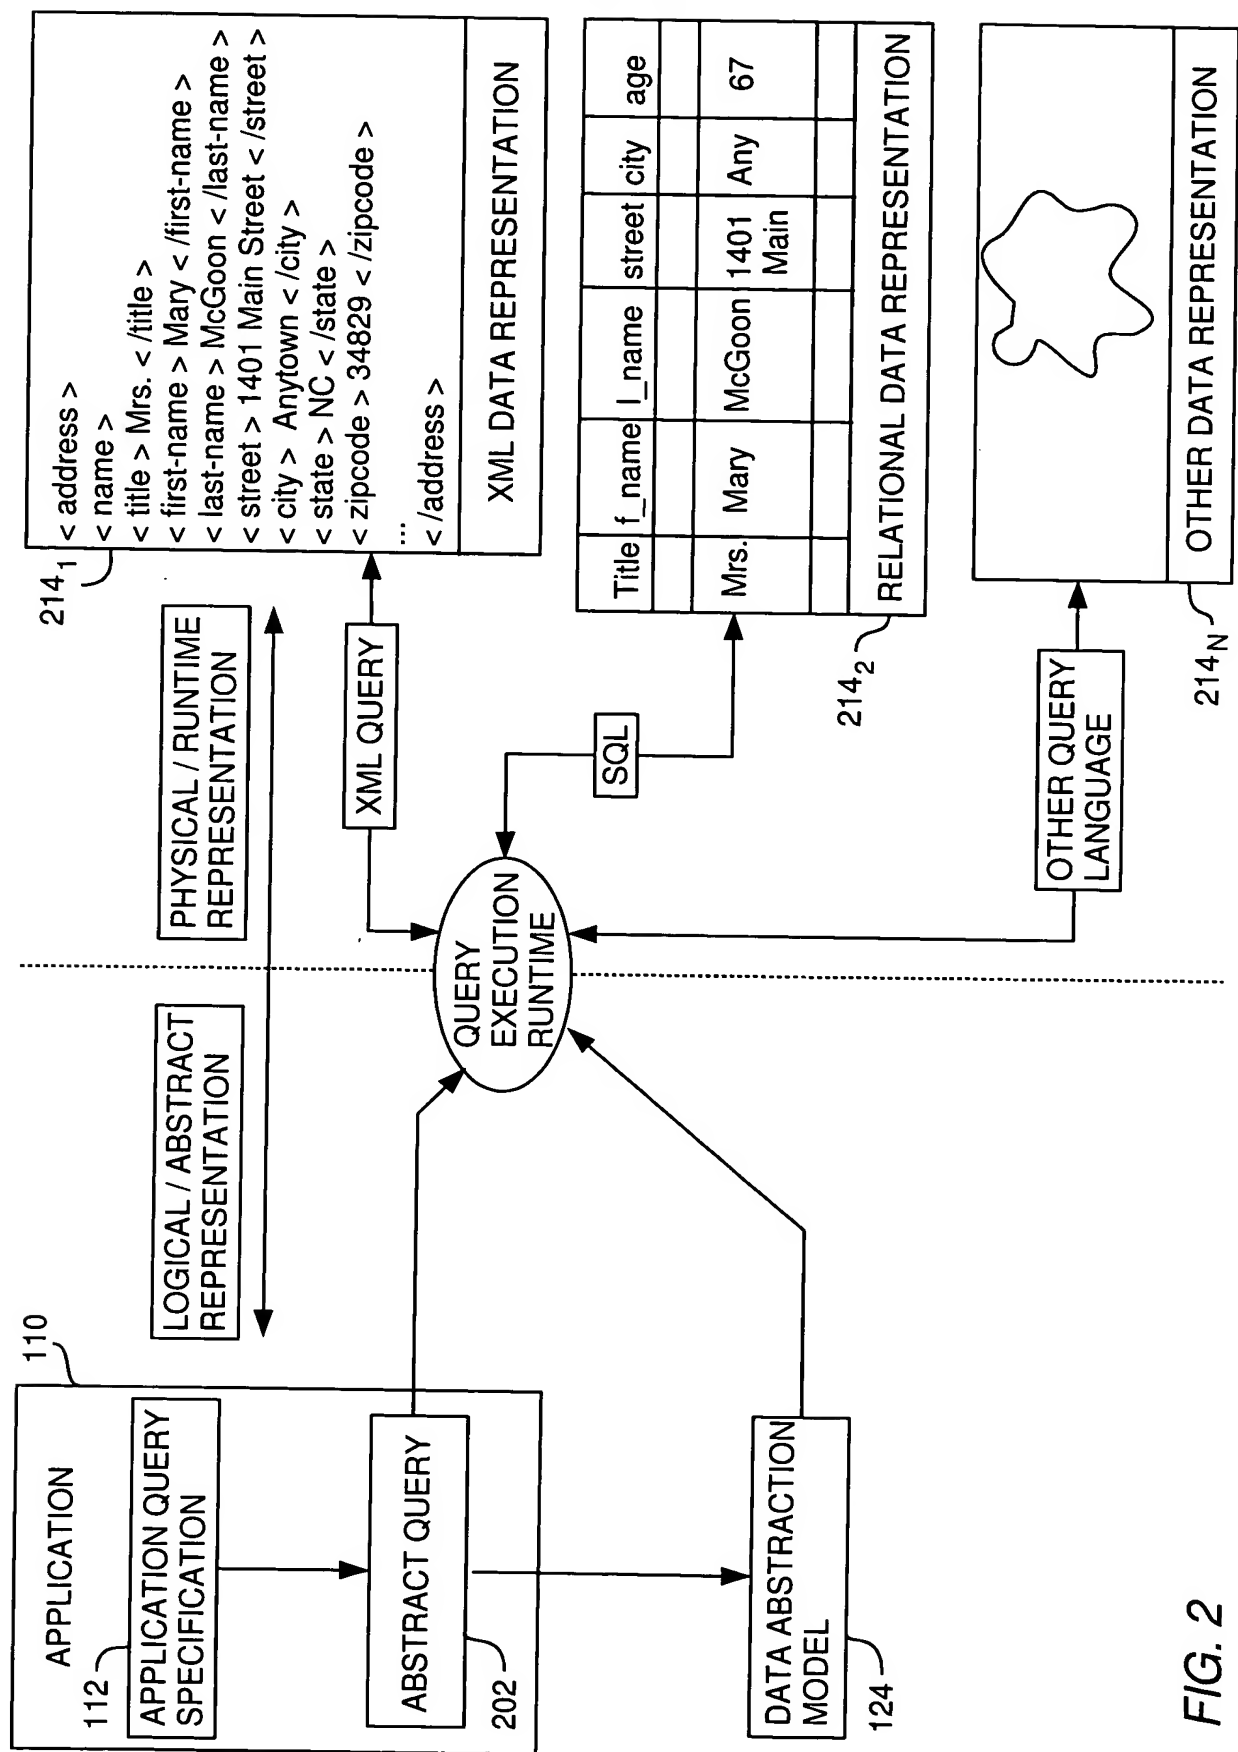 110
APPLICATION
112
APPLICATION QUERY
SPECIFICATION
ABSTRACT QUERY
202
DATA ABSTRACTION
MODEL
124
LOGICAL / ABSTRACT
REPRESENTATION
PHYSICAL / RUNTIME
REPRESENTATION
QUERY
EXECUTION
RUNTIME
XML QUERY
SQL
OTHER QUERY
LANGUAGE
214₁
< address >
< name >
< title > Mrs. </title >
< first-name > Mary </first-name >
< last-name > McGoon </last-name >
< street > 1401 Main Street </street >
< city > Anytown </city >
< state > NC </state >
< zipcode > 34829 </zipcode >
...
< /address >
XML DATA REPRESENTATION
Title f_name l_name street city age
Mrs. Mary McGoon 1401 Main Any 67
RELATIONAL DATA REPRESENTATION
214₂
OTHER DATA REPRESENTATION
214N
FIG. 2